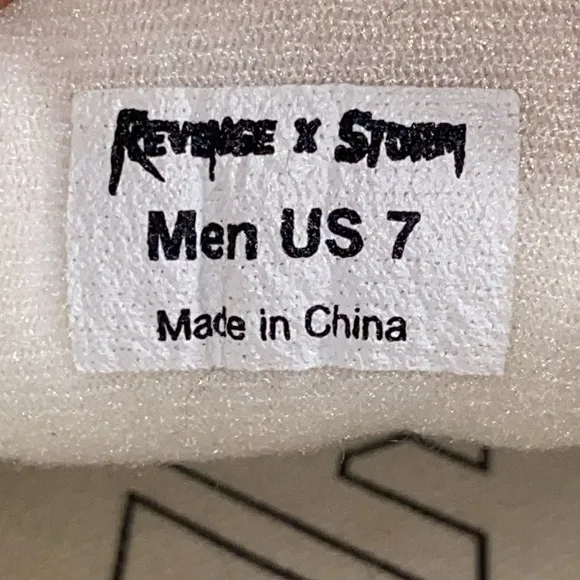 REVENGE X STORM
Men US 7
Made in China